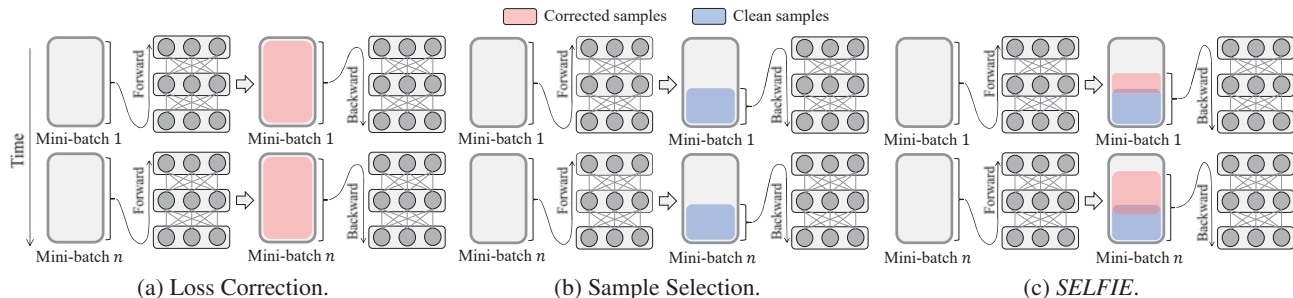 Corrected samples Clean samples
Time
Forward Backward Forward Backward Forward Backward
Mini-batch 1 Mini-batch 1 Mini-batch 1 Mini-batch 1 Mini-batch 1 Mini-batch 1
Forward Backward Forward Backward Forward Backward
Mini-batch n Mini-batch n Mini-batch n Mini-batch n Mini-batch n Mini-batch n
(a) Loss Correction. (b) Sample Selection. (c) SELFIE.